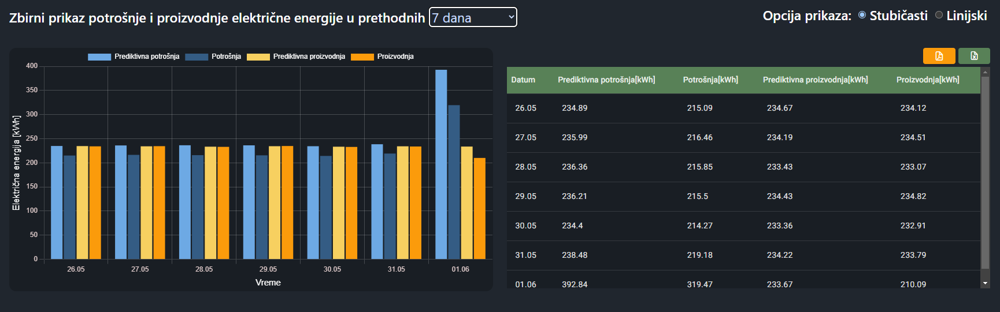 Zbirni prikaz potrošnje i proizvodnje električne energije u prethodnih 7 dana
Opcija prikaza: Stubičasti Linijski
Prediktivna potrošnja Potrošnja Prediktivna proizvodnja Proizvodnja
400
350
300
250
200
150
100
50
0
Električna energija [kWh]
26.05 27.05 28.05 29.05 30.05 31.05 01.06
Vreme
Datum Prediktivna potrošnja[kWh] Potrošnja[kWh] Prediktivna proizvodnja[kWh] Proizvodnja[kWh]
26.05 234.89 215.09 234.67 234.12
27.05 235.99 216.46 234.19 234.51
28.05 236.36 215.85 233.43 233.07
29.05 236.21 215.5 234.43 234.82
30.05 234.4 214.27 233.36 232.91
31.05 238.48 219.18 234.22 233.79
01.06 392.84 319.47 233.67 210.09